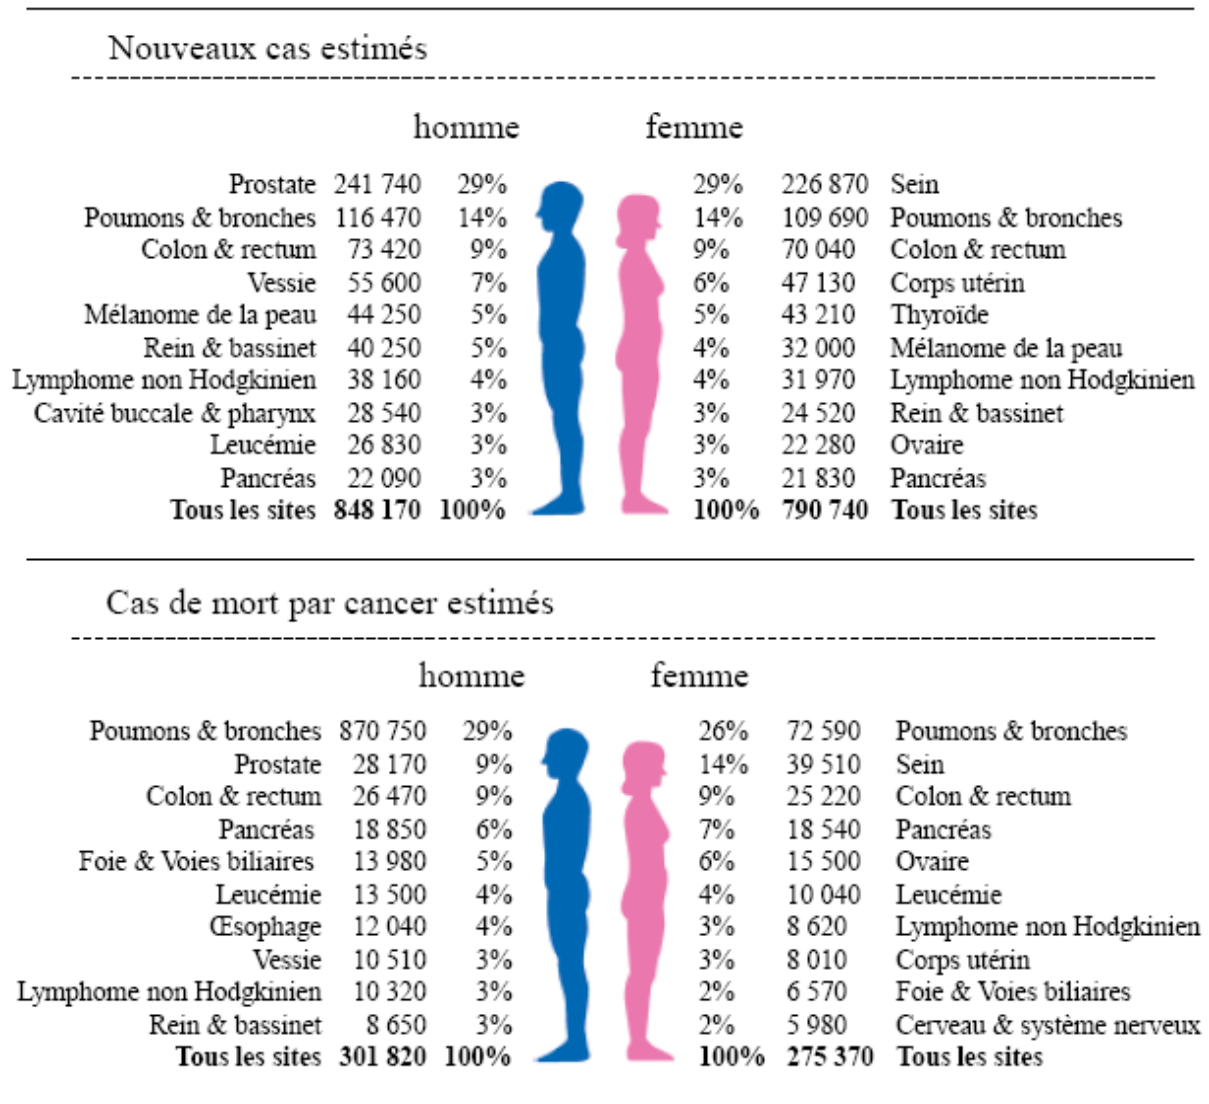 Nouveaux cas estimés
homme femme
Prostate 241 740 29% 29% 226 870 Sein
Poumons & bronches 116 470 14% 14% 109 690 Poumons & bronches
Colon & rectum 73 420 9% 9% 70 040 Colon & rectum
Vessie 55 600 7% 6% 47 130 Corps utérin
Mélanome de la peau 44 250 5% 5% 43 210 Thyroïde
Rein & bassinet 40 250 5% 4% 32 000 Mélanome de la peau
Lymphome non Hodgkinien 38 160 4% 4% 31 970 Lymphome non Hodgkinien
Cavité buccale & pharynx 28 540 3% 3% 24 520 Rein & bassinet
Leucémie 26 830 3% 3% 22 280 Ovaire
Pancréas 22 090 3% 3% 21 830 Pancréas
Tous les sites 848 170 100% 100% 790 740 Tous les sites
Cas de mort par cancer estimés
homme femme
Poumons & bronches 870 750 29% 26% 72 590 Poumons & bronches
Prostate 28 170 9% 14% 39 510 Sein
Colon & rectum 26 470 9% 9% 25 220 Colon & rectum
Pancréas 18 850 6% 7% 18 540 Pancréas
Foie & Voies biliaires 13 980 5% 6% 15 500 Ovaire
Leucémie 13 500 4% 4% 10 040 Leucémie
Œsophage 12 040 4% 3% 8 620 Lymphome non Hodgkinien
Vessie 10 510 3% 3% 8 010 Corps utérin
Lymphome non Hodgkinien 10 320 3% 2% 6 570 Foie & Voies biliaires
Rein & bassinet 8 650 3% 2% 5 980 Cerveau & système nerveux
Tous les sites 301 820 100% 100% 275 370 Tous les sites